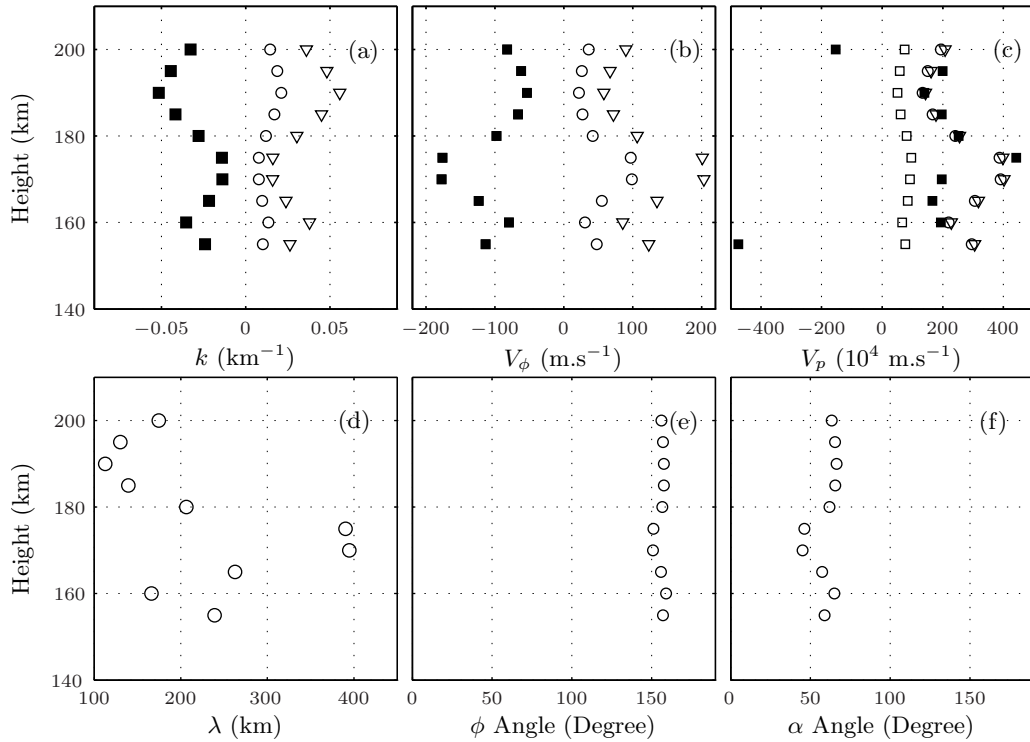 (a)
200
180
160
140
Height (km)
−0.05 0 0.05
k (km⁻¹)
(b)
−200 −100 0 100 200
V_ϕ (m.s⁻¹)
(c)
−400 −200 0 200 400
V_p (10⁴ m.s⁻¹)
(d)
200
180
160
140
Height (km)
100 200 300 400
λ (km)
(e)
0 50 100 150
ϕ Angle (Degree)
(f)
0 50 100 150
α Angle (Degree)